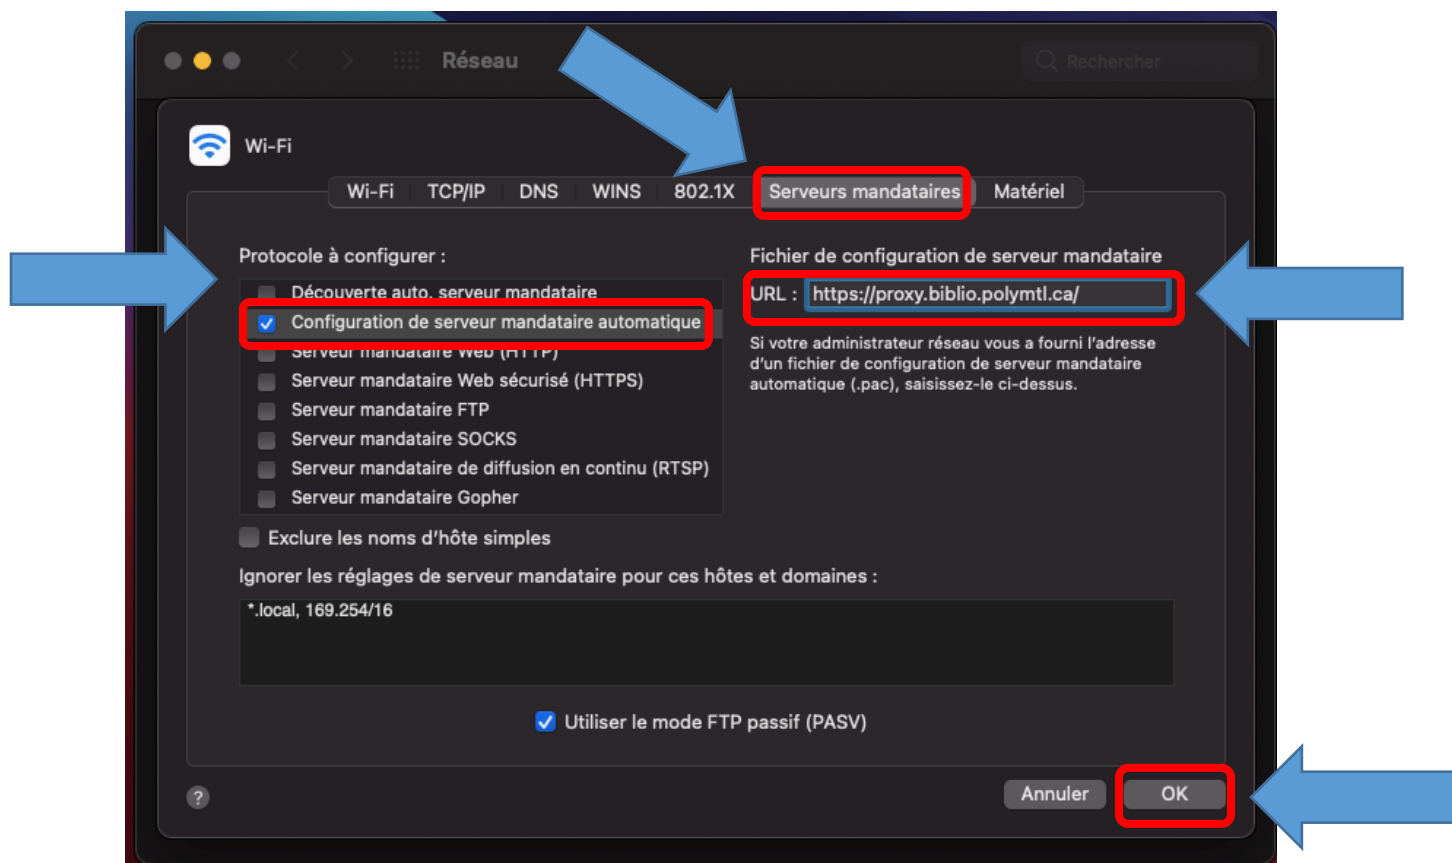 Réseau
Rechercher
Wi-Fi
Wi-Fi TCP/IP DNS WINS 802.1X Serveurs mandataires Matériel
Protocole à configurer :
Découverte auto. serveur mandataire
Configuration de serveur mandataire automatique
Serveur mandataire Web (HTTP)
Serveur mandataire Web sécurisé (HTTPS)
Serveur mandataire FTP
Serveur mandataire SOCKS
Serveur mandataire de diffusion en continu (RTSP)
Serveur mandataire Gopher
Fichier de configuration de serveur mandataire
URL : https://proxy.biblio.polymtl.ca/
Si votre administrateur réseau vous a fourni l'adresse
d'un fichier de configuration de serveur mandataire
automatique (.pac), saisissez-le ci-dessus.
Exclure les noms d'hôte simples
Ignorer les réglages de serveur mandataire pour ces hôtes et domaines :
*.local, 169.254/16
Utiliser le mode FTP passif (PASV)
?
Annuler OK